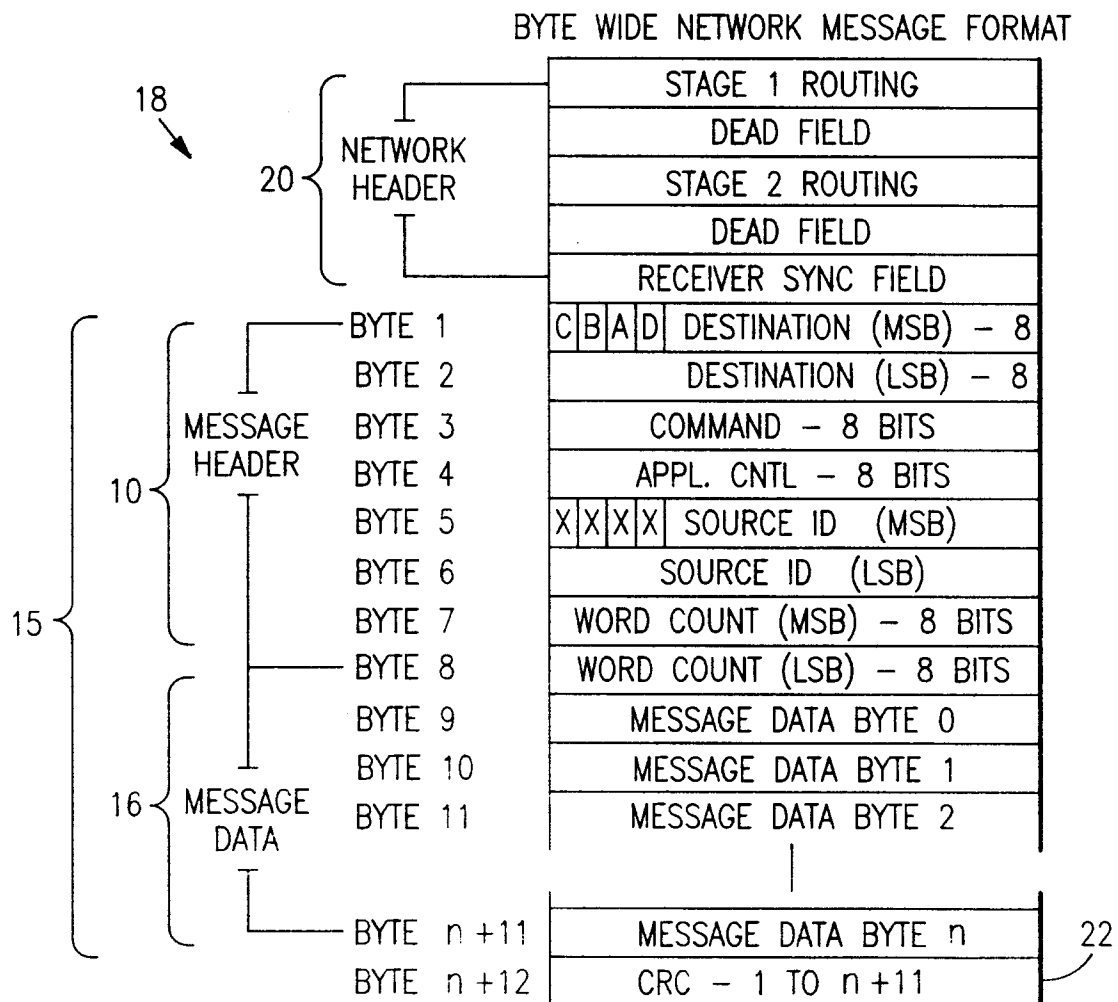 BYTE WIDE NETWORK MESSAGE FORMAT
18
20
NETWORK
HEADER
STAGE 1 ROUTING
DEAD FIELD
STAGE 2 ROUTING
DEAD FIELD
RECEIVER SYNC FIELD
15
10
MESSAGE
HEADER
BYTE 1 C B A D DESTINATION (MSB) – 8
BYTE 2 DESTINATION (LSB) – 8
BYTE 3 COMMAND – 8 BITS
BYTE 4 APPL. CNTL – 8 BITS
BYTE 5 X X X X SOURCE ID (MSB)
BYTE 6 SOURCE ID (LSB)
BYTE 7 WORD COUNT (MSB) – 8 BITS
BYTE 8 WORD COUNT (LSB) – 8 BITS
16
MESSAGE
DATA
BYTE 9 MESSAGE DATA BYTE 0
BYTE 10 MESSAGE DATA BYTE 1
BYTE 11 MESSAGE DATA BYTE 2
BYTE n+11 MESSAGE DATA BYTE n
BYTE n+12 CRC – 1 TO n+11
22